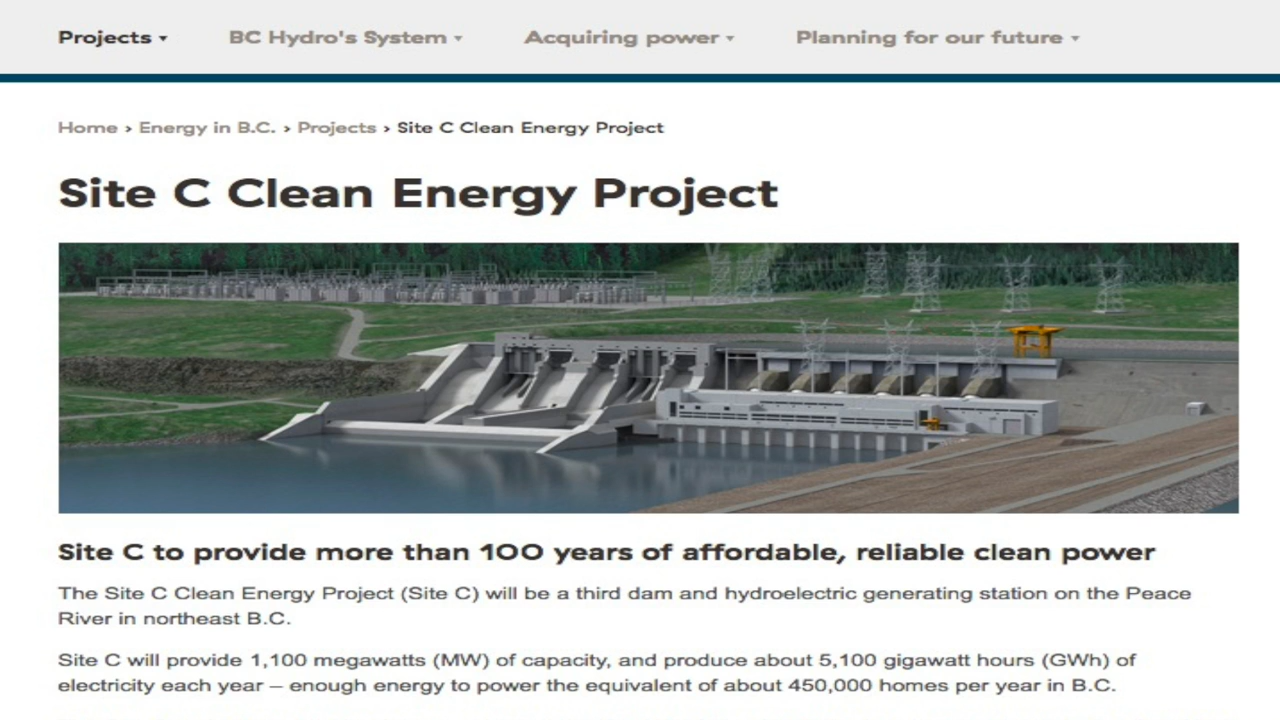 Projects BC Hydro's System Acquiring power Planning for our future
Home › Energy in B.C. › Projects › Site C Clean Energy Project
Site C Clean Energy Project
Site C to provide more than 100 years of affordable, reliable clean power
The Site C Clean Energy Project (Site C) will be a third dam and hydroelectric generating station on the Peace
River in northeast B.C.
Site C will provide 1,100 megawatts (MW) of capacity, and produce about 5,100 gigawatt hours (GWh) of
electricity each year – enough energy to power the equivalent of about 450,000 homes per year in B.C.